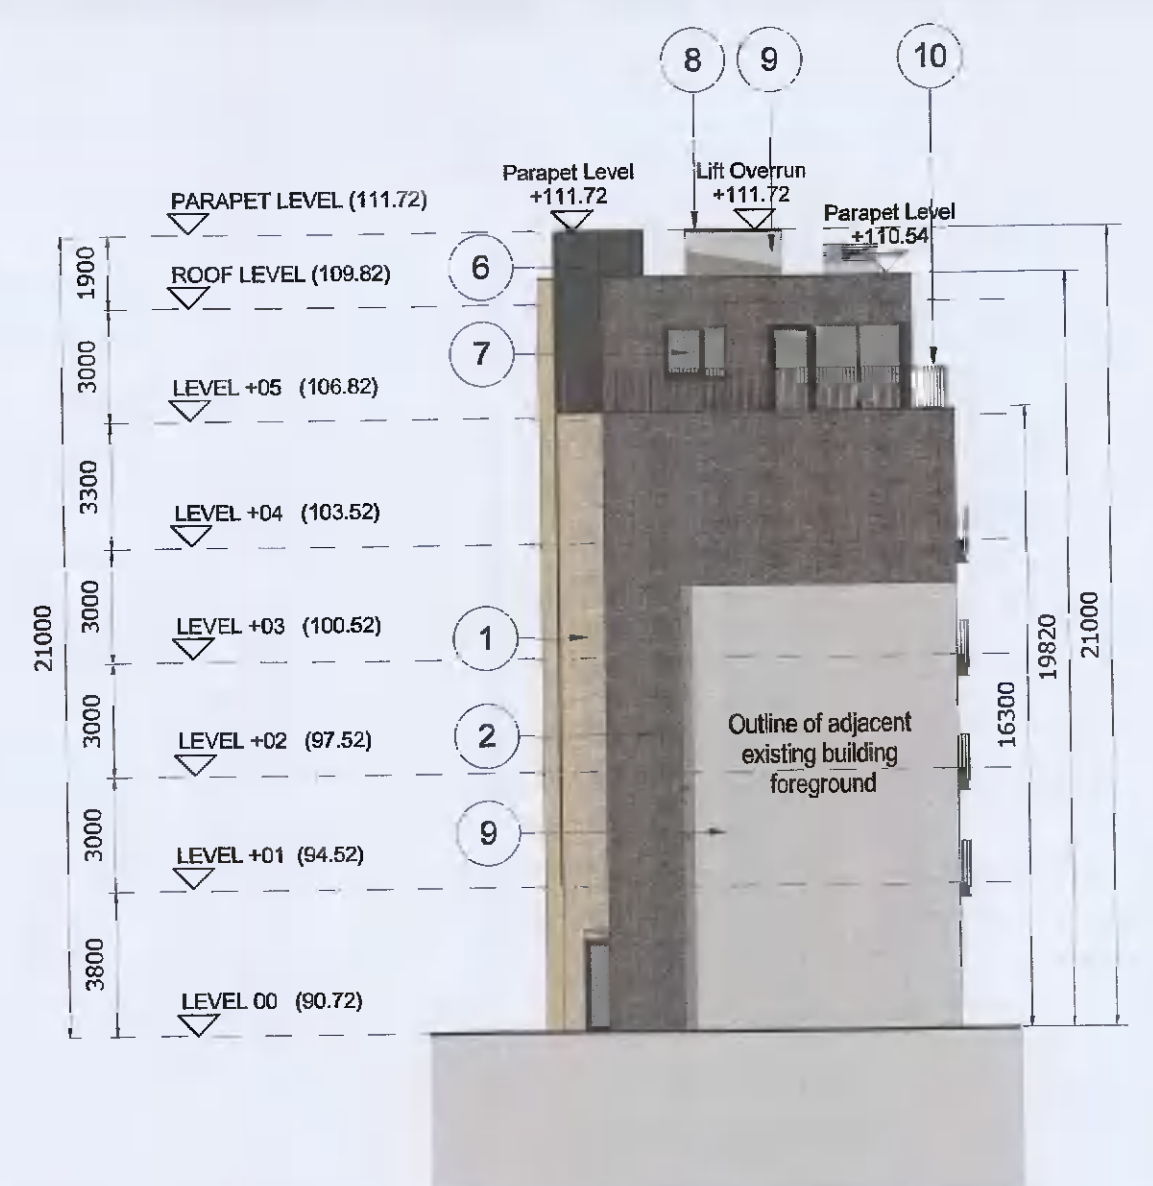 8
9
10
Parapet Level
+111.72
Lift Overrun
+111.72
Parapet Level
+110.54
PARAPET LEVEL (111.72)
1900
6
ROOF LEVEL (109.82)
3000
7
LEVEL +05 (106.82)
3300
LEVEL +04 (103.52)
3000
LEVEL +03 (100.52)
1
21000
3000
LEVEL +02 (97.52)
2
Outline of adjacent
existing building
foreground
9
3000
LEVEL +01 (94.52)
3800
LEVEL 00 (90.72)
16300
19820
21000